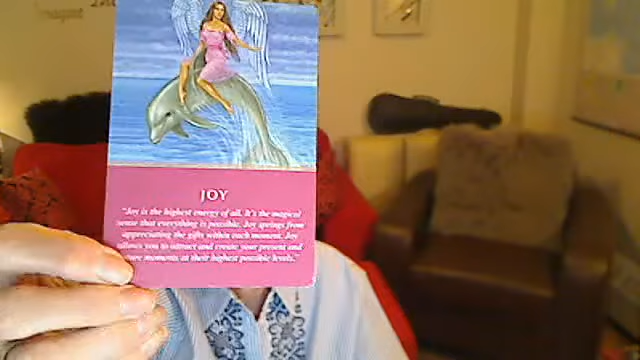 JOY
"Joy is the highest energy of all. It's the magical
sense that everything is possible. Joy springs from
appreciating the gifts within each moment. Joy
allows you to attract and create your present and
moments at their highest possible levels."